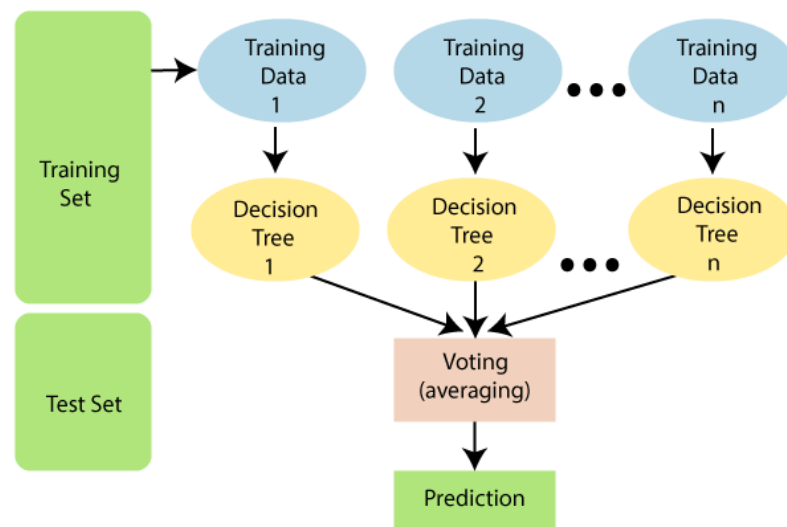 Training
Set
Test Set
Training
Data
1
Training
Data
2
Training
Data
n
Decision
Tree
1
Decision
Tree
2
Decision
Tree
n
Voting
(averaging)
Prediction